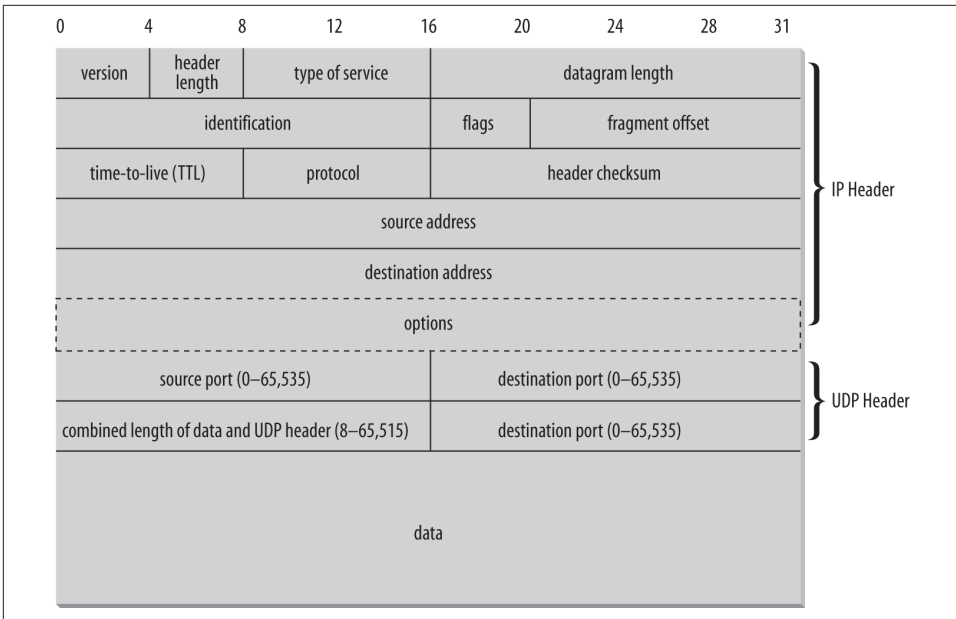 0 4 8 12 16 20 24 28 31
version header length type of service datagram length
identification flags fragment offset
time-to-live (TTL) protocol header checksum
IP Header
source address
destination address
options
source port (0–65,535) destination port (0–65,535)
UDP Header
combined length of data and UDP header (8–65,515) destination port (0–65,535)
data